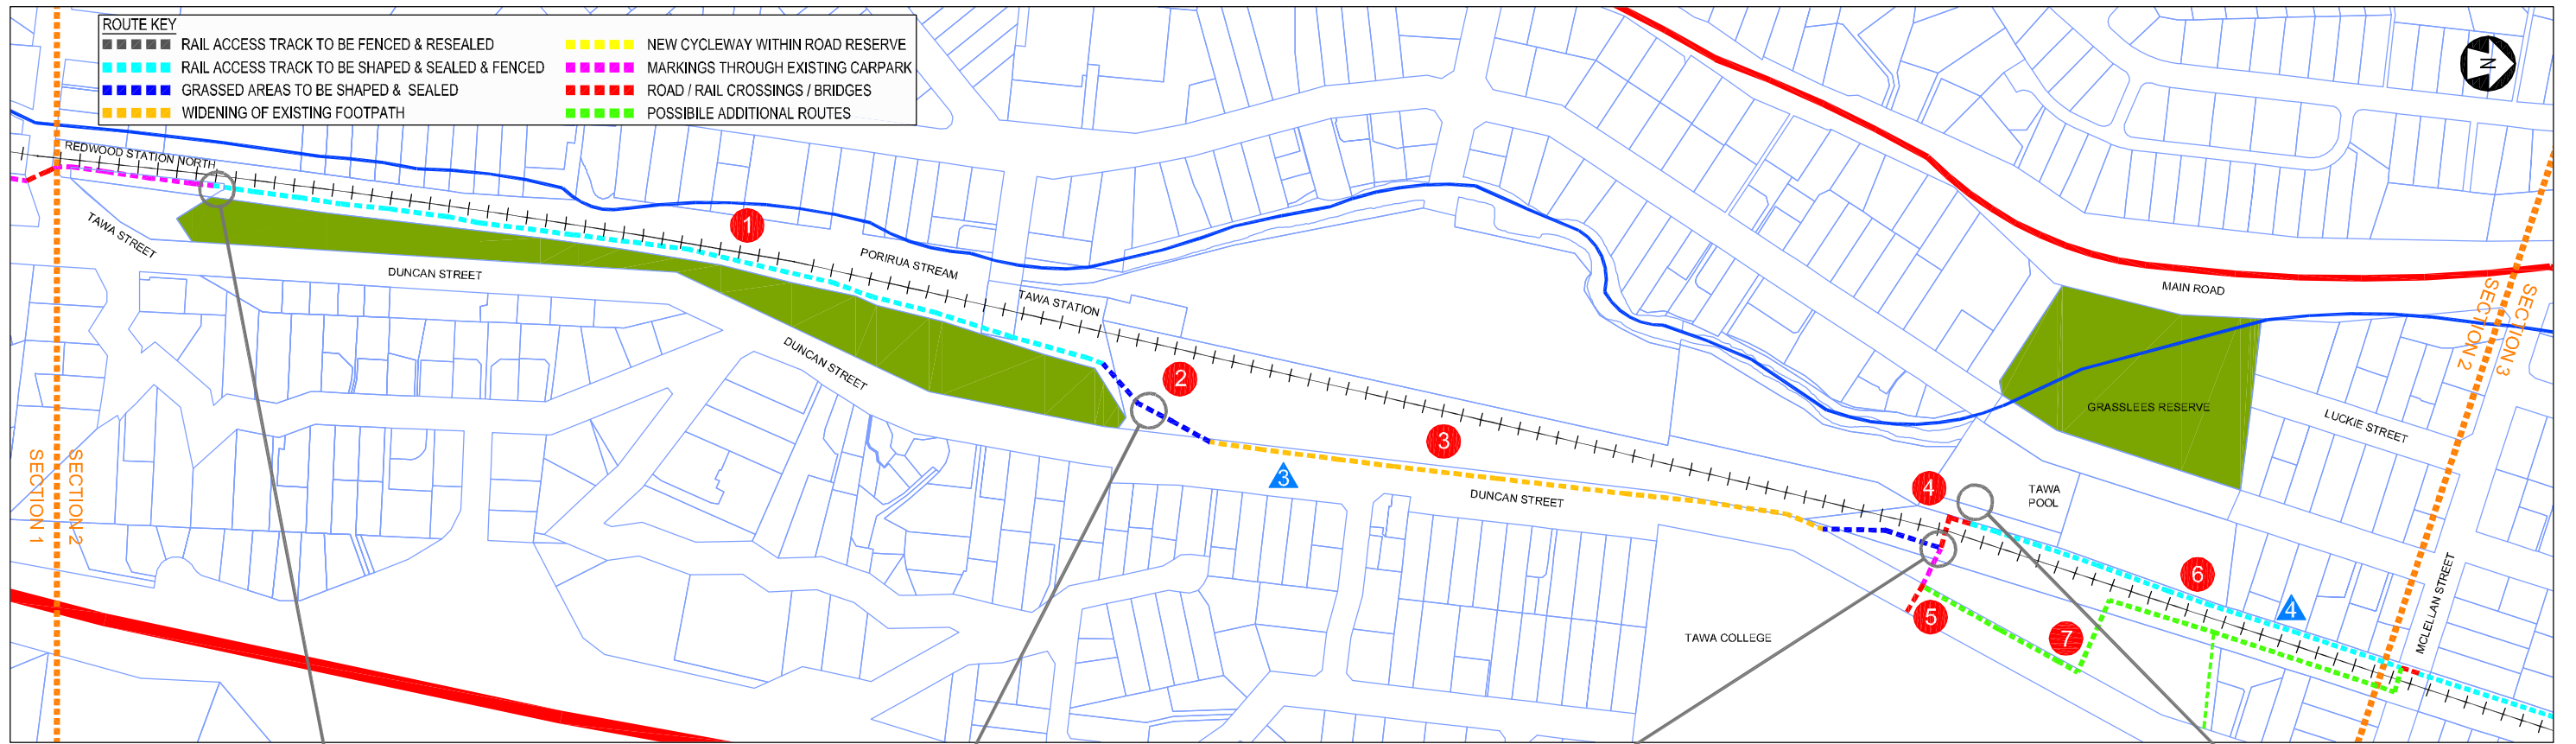 ROUTE KEY
RAIL ACCESS TRACK TO BE FENCED & RESEALED
RAIL ACCESS TRACK TO BE SHAPED & SEALED & FENCED
GRASSED AREAS TO BE SHAPED & SEALED
WIDENING OF EXISTING FOOTPATH
NEW CYCLEWAY WITHIN ROAD RESERVE
MARKINGS THROUGH EXISTING CARPARK
ROAD / RAIL CROSSINGS / BRIDGES
POSSIBILE ADDITIONAL ROUTES
N
REDWOOD STATION NORTH
TAWA STREET
DUNCAN STREET
1
PORIRUA STREAM
TAWA STATION
DUNCAN STREET
2
3
3
DUNCAN STREET
MAIN ROAD
SECTION 2
SECTION 3
GRASSLEES RESERVE
LUCKIE STREET
SECTION 1
SECTION 2
4
TAWA
POOL
6
4
MCLELLAN STREET
5
7
TAWA COLLEGE